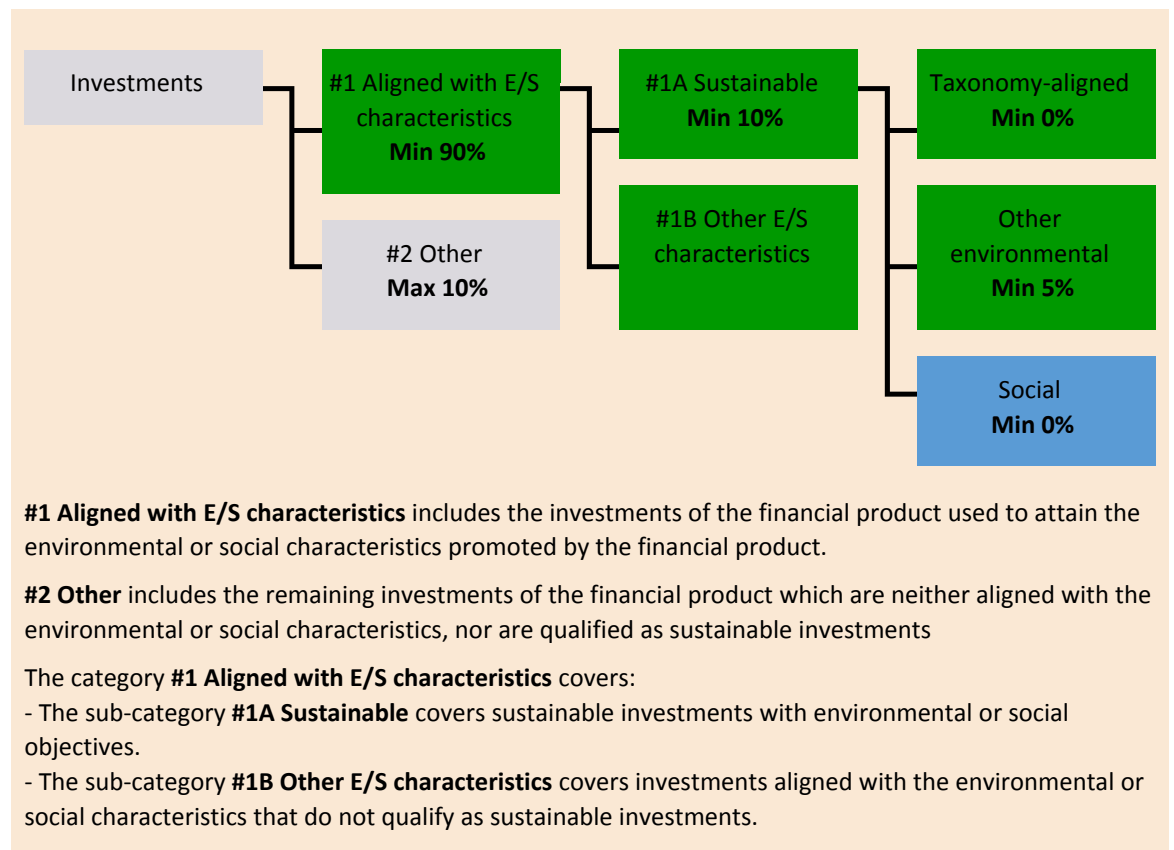 Investments
#1 Aligned with E/S
characteristics
Min 90%
#2 Other
Max 10%
#1A Sustainable
Min 10%
#1B Other E/S
characteristics
Taxonomy-aligned
Min 0%
Other
environmental
Min 5%
Social
Min 0%
#1 Aligned with E/S characteristics includes the investments of the financial product used to attain the
environmental or social characteristics promoted by the financial product.
#2 Other includes the remaining investments of the financial product which are neither aligned with the
environmental or social characteristics, nor are qualified as sustainable investments
The category #1 Aligned with E/S characteristics covers:
- The sub-category #1A Sustainable covers sustainable investments with environmental or social
objectives.
- The sub-category #1B Other E/S characteristics covers investments aligned with the environmental or
social characteristics that do not qualify as sustainable investments.